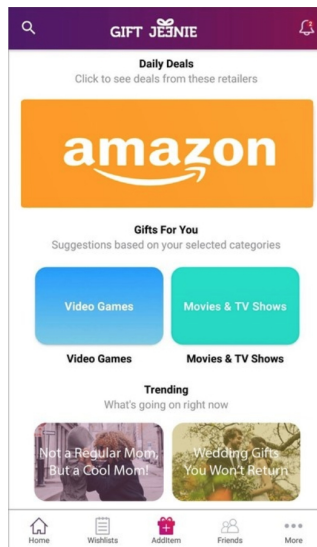 GIFT JEENIE
Daily Deals
Click to see deals from these retailers
amazon
Gifts For You
Suggestions based on your selected categories
Video Games
Movies & TV Shows
Video Games
Movies & TV Shows
Trending
What's going on right now
Not a Regular Mom,
But a Cool Mom!
Wedding Gifts
You Won't Return
Home
Wishlists
AddItem
Friends
More